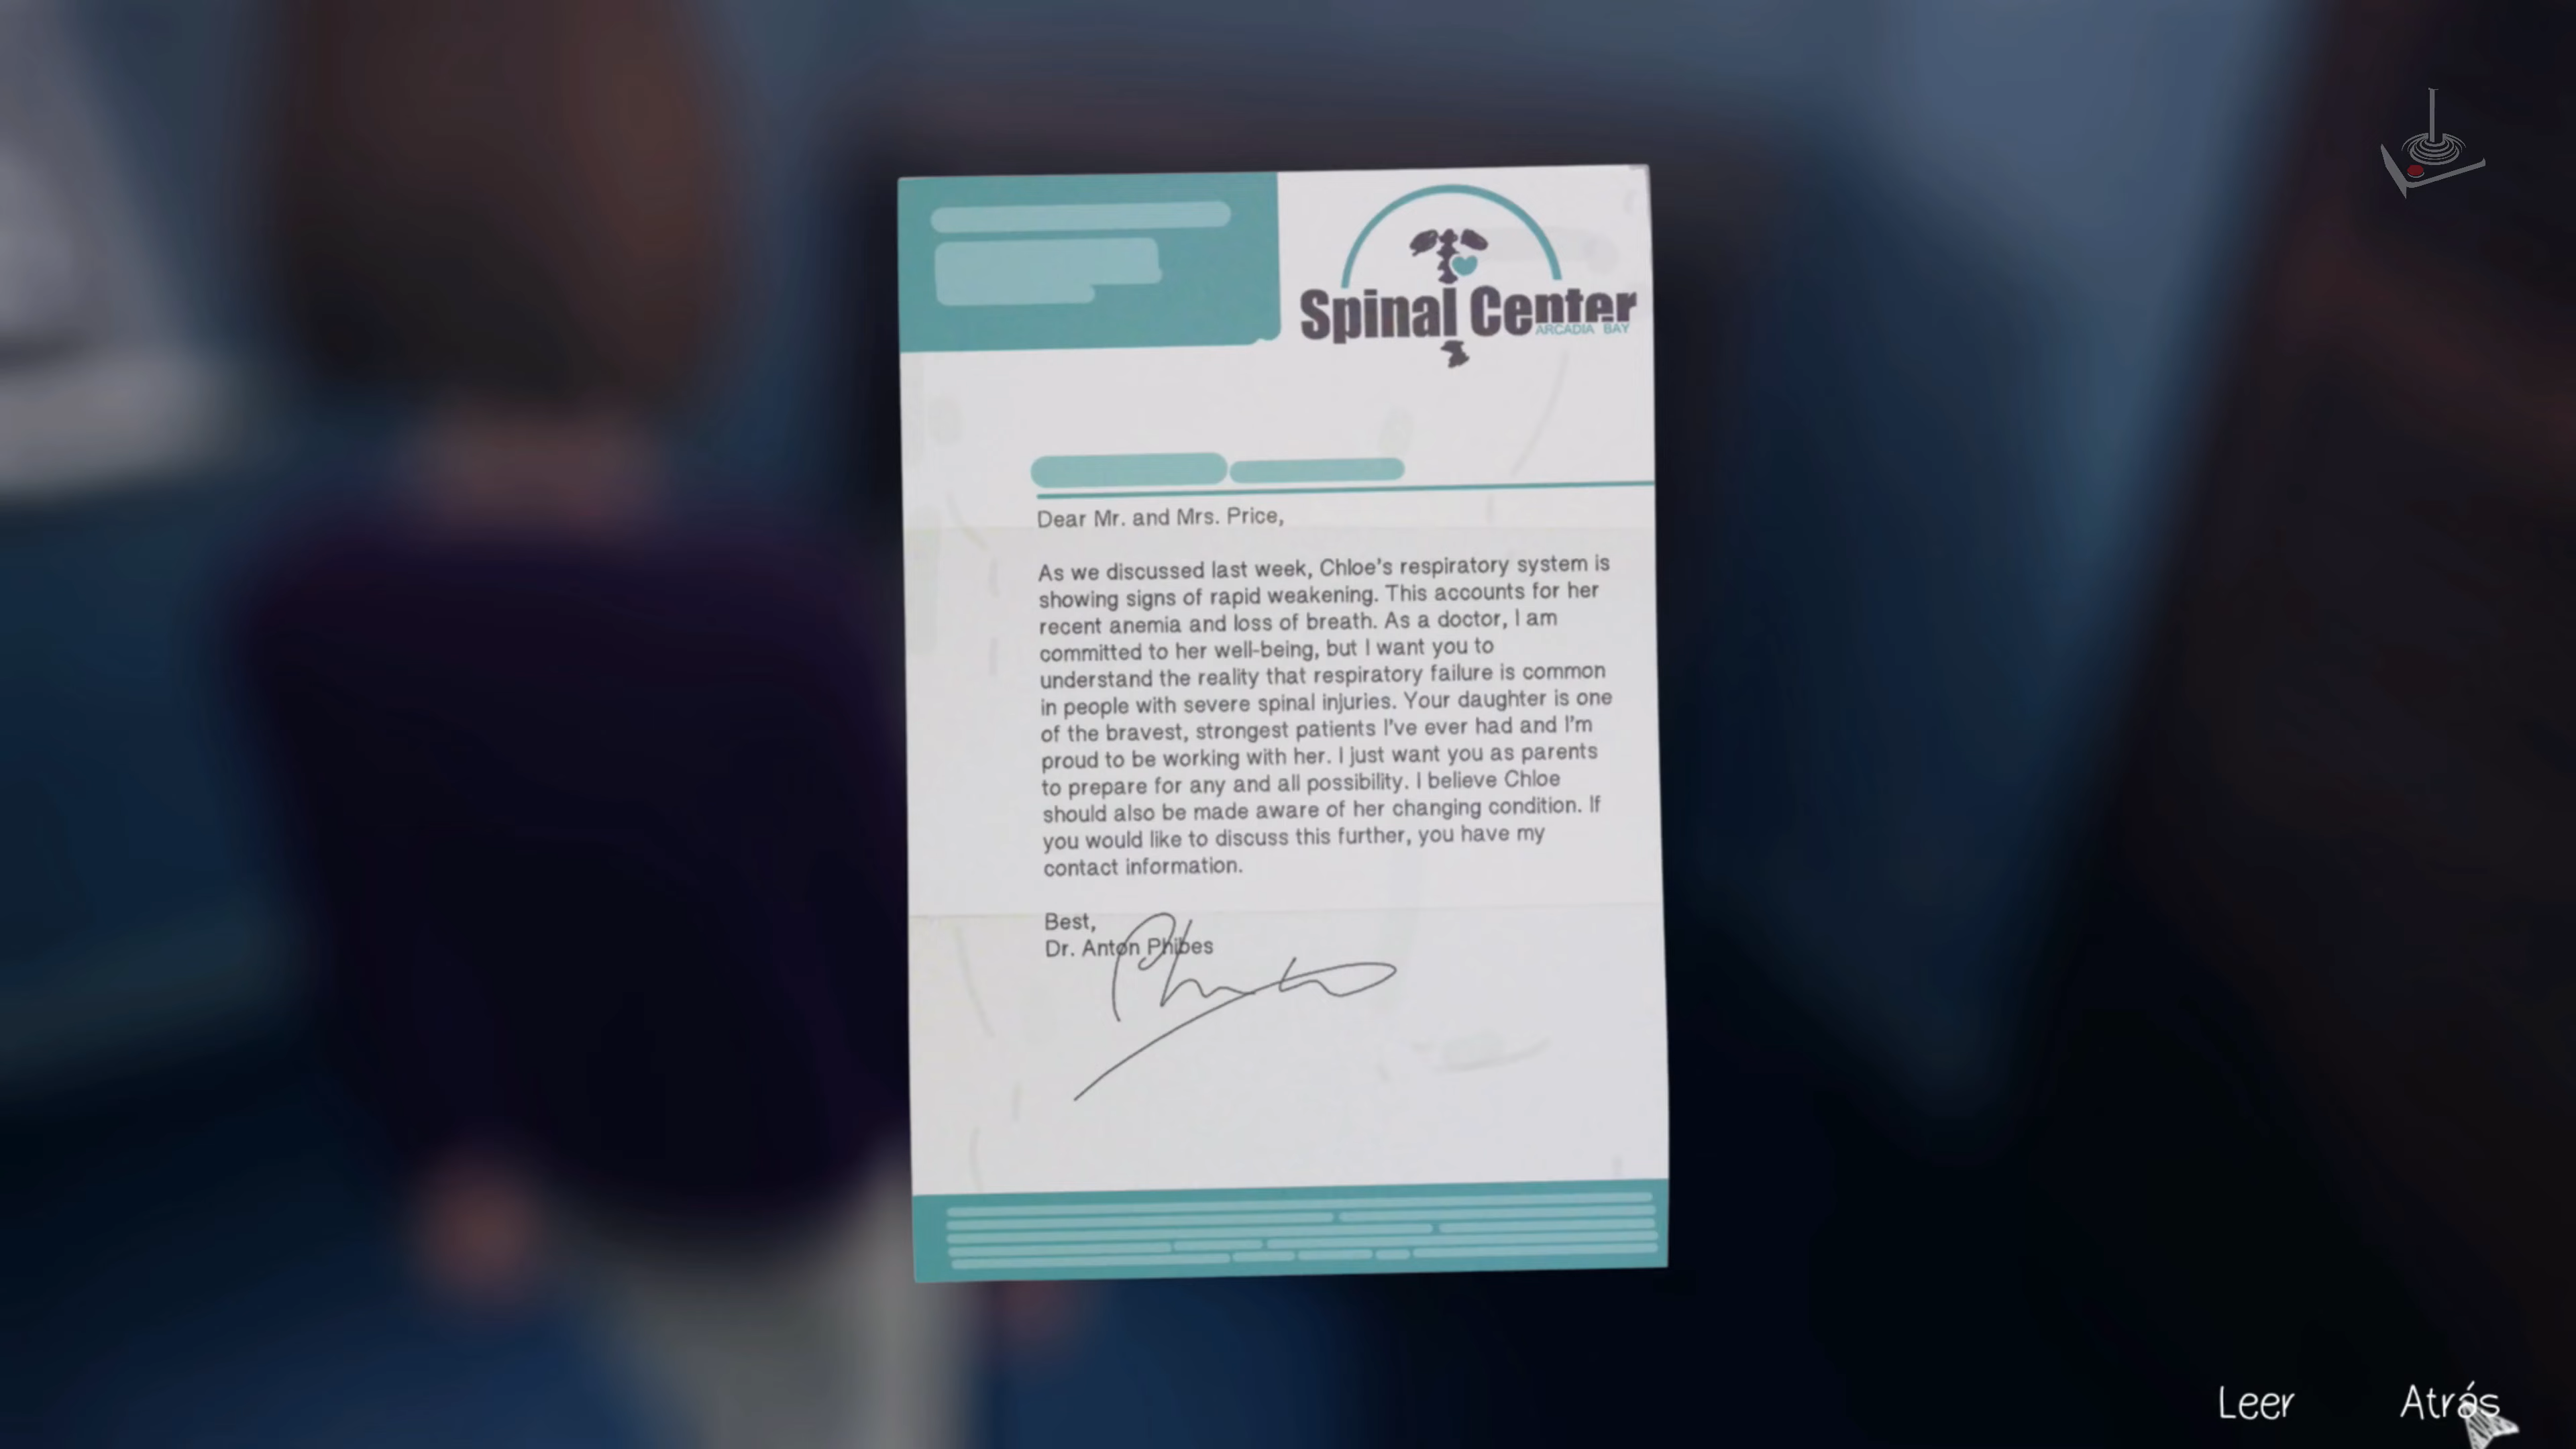 Spinal Center
ARCADIA BAY
Dear Mr. and Mrs. Price,
As we discussed last week, Chloe's respiratory system is
showing signs of rapid weakening. This accounts for her
recent anemia and loss of breath. As a doctor, I am
committed to her well-being, but I want you to
understand the reality that respiratory failure is common
in people with severe spinal injuries. Your daughter is one
of the bravest, strongest patients I've ever had and I'm
proud to be working with her. I just want you as parents
to prepare for any and all possibility. I believe Chloe
should also be made aware of her changing condition. If
you would like to discuss this further, you have my
contact information.
Best,
Dr. Anton Phibes
Leer
Atrás